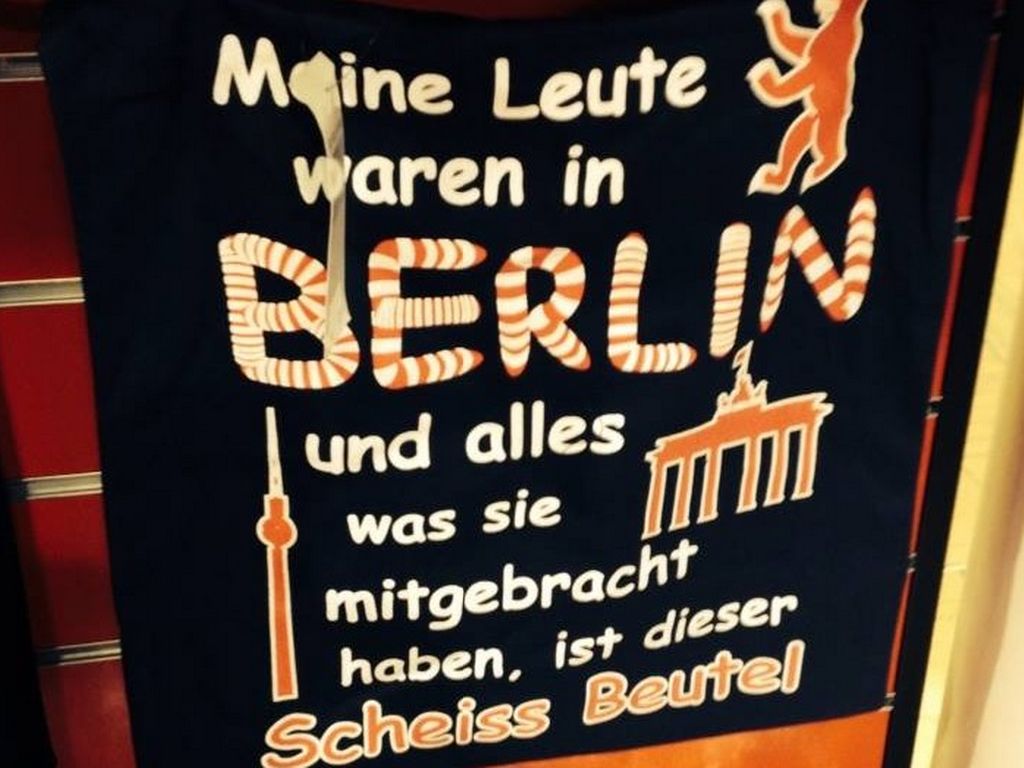 Meine Leute
waren in
BERLIN
und alles
was sie
mitgebracht
haben, ist dieser
Scheiss Beutel